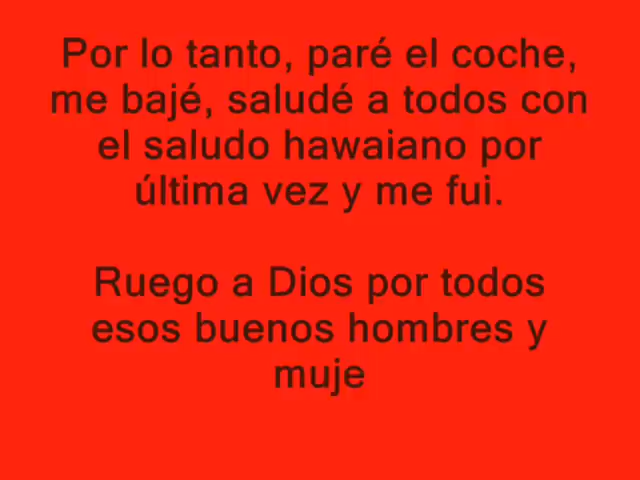 Por lo tanto, paré el coche,
me bajé, saludé a todos con
el saludo hawaiano por
última vez y me fui.
Ruego a Dios por todos
esos buenos hombres y
muje